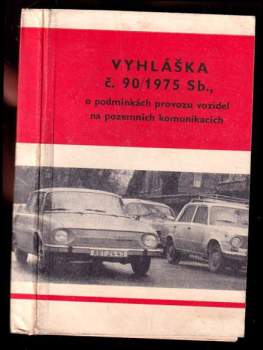 VYHLÁŠKA
č. 90/1975 Sb.,
o podmínkách provozu vozidel
na pozemních komunikacích